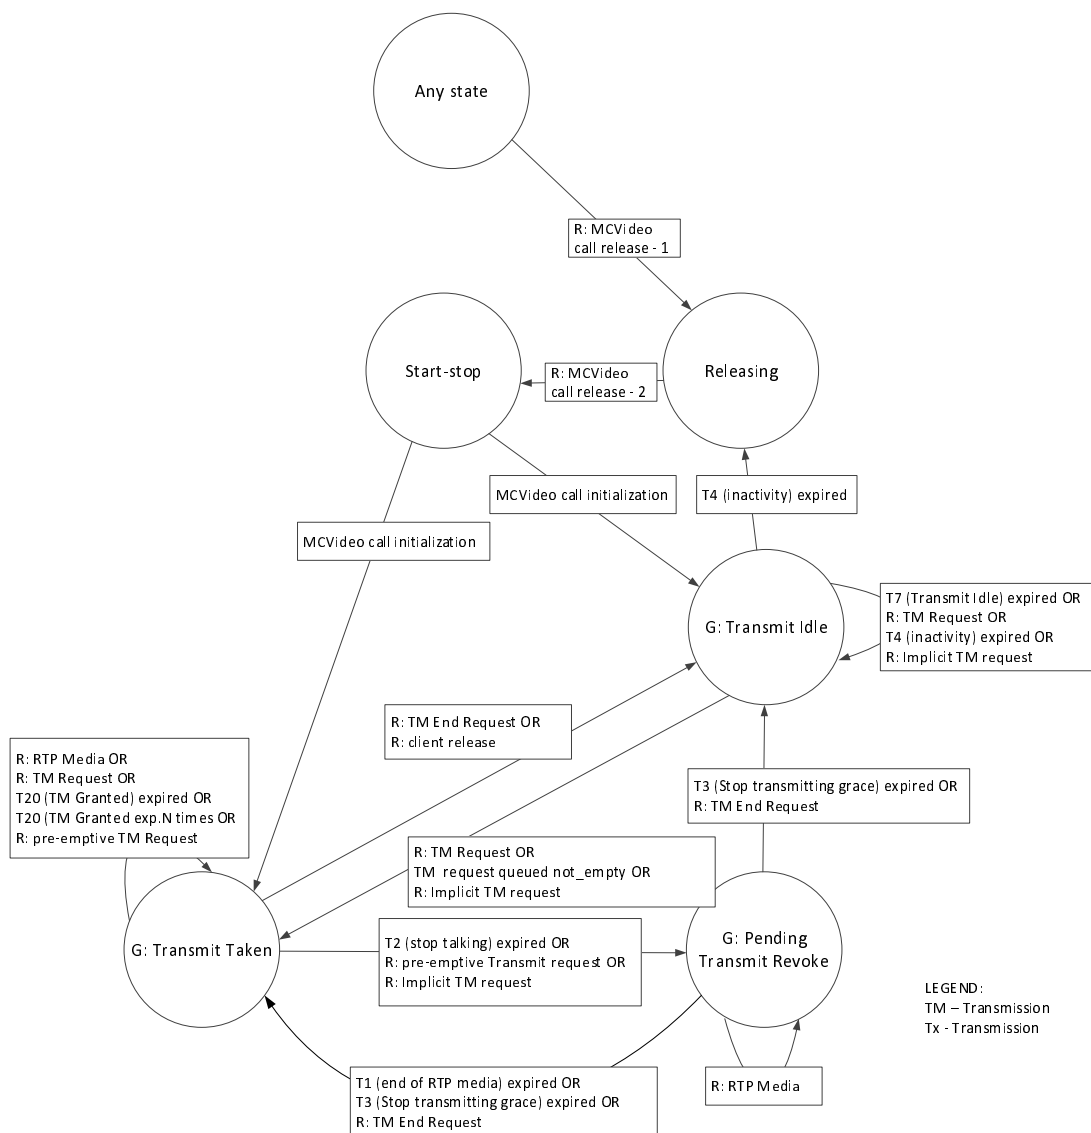 Any state
R: MCVideo
call release - 1
Start-stop
R: MCVideo
call release - 2
Releasing
MCVideo call initialization
T4 (inactivity) expired
MCVideo call initialization
G: Transmit Idle
T7 (Transmit Idle) expired OR
R: TM Request OR
T4 (inactivity) expired OR
R: Implicit TM request
R: TM End Request OR
R: client release
R: RTP Media OR
R: TM Request OR
T20 (TM Granted) expired OR
T20 (TM Granted exp.N times OR
R: pre-emptive TM Request
T3 (Stop transmitting grace) expired OR
R: TM End Request
R: TM Request OR
TM request queued not_empty OR
R: Implicit TM request
G: Transmit Taken
T2 (stop talking) expired OR
R: pre-emptive Transmit request OR
R: Implicit TM request
G: Pending
Transmit Revoke
LEGEND:
TM – Transmission
Tx - Transmission
T1 (end of RTP media) expired OR
T3 (Stop transmitting grace) expired OR
R: TM End Request
R: RTP Media